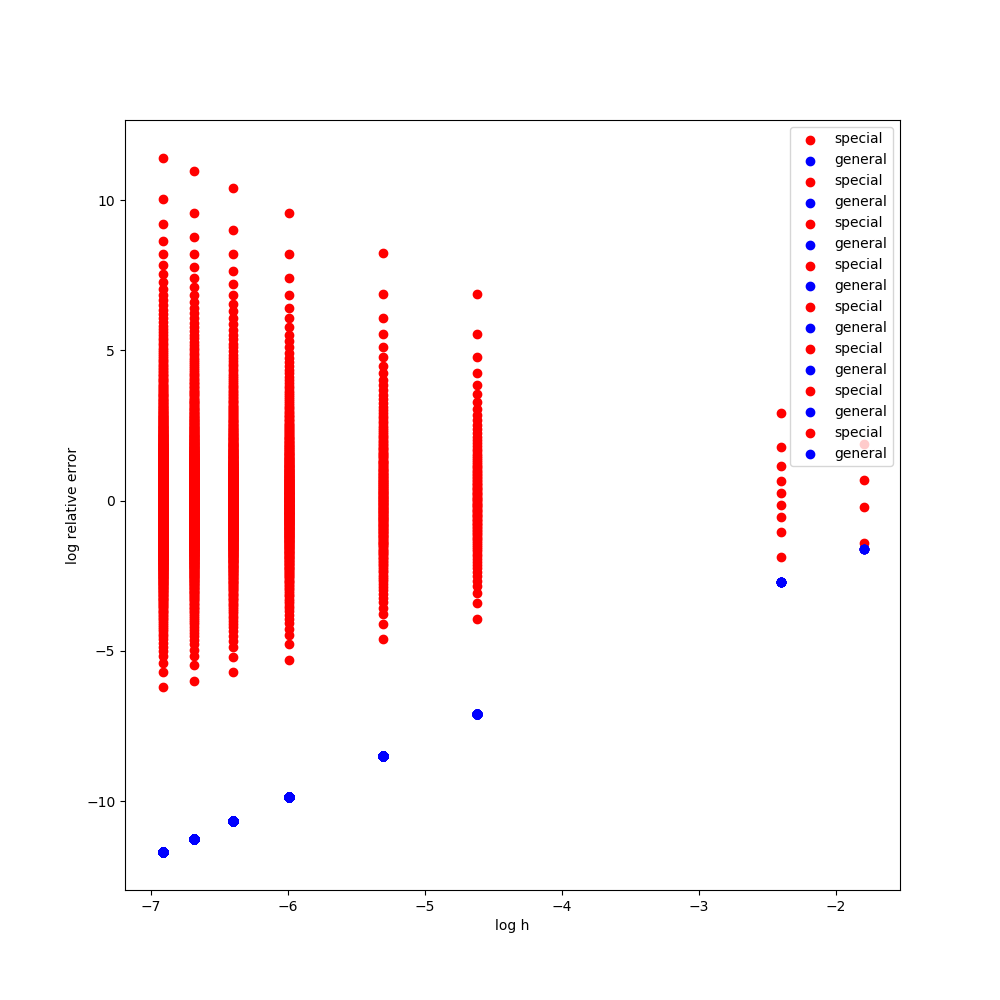 special
general
special
general
special
general
special
general
special
general
special
general
special
general
special
general
10
5
0
−5
−10
log relative error
−7
−6
−5
−4
−3
−2
log h